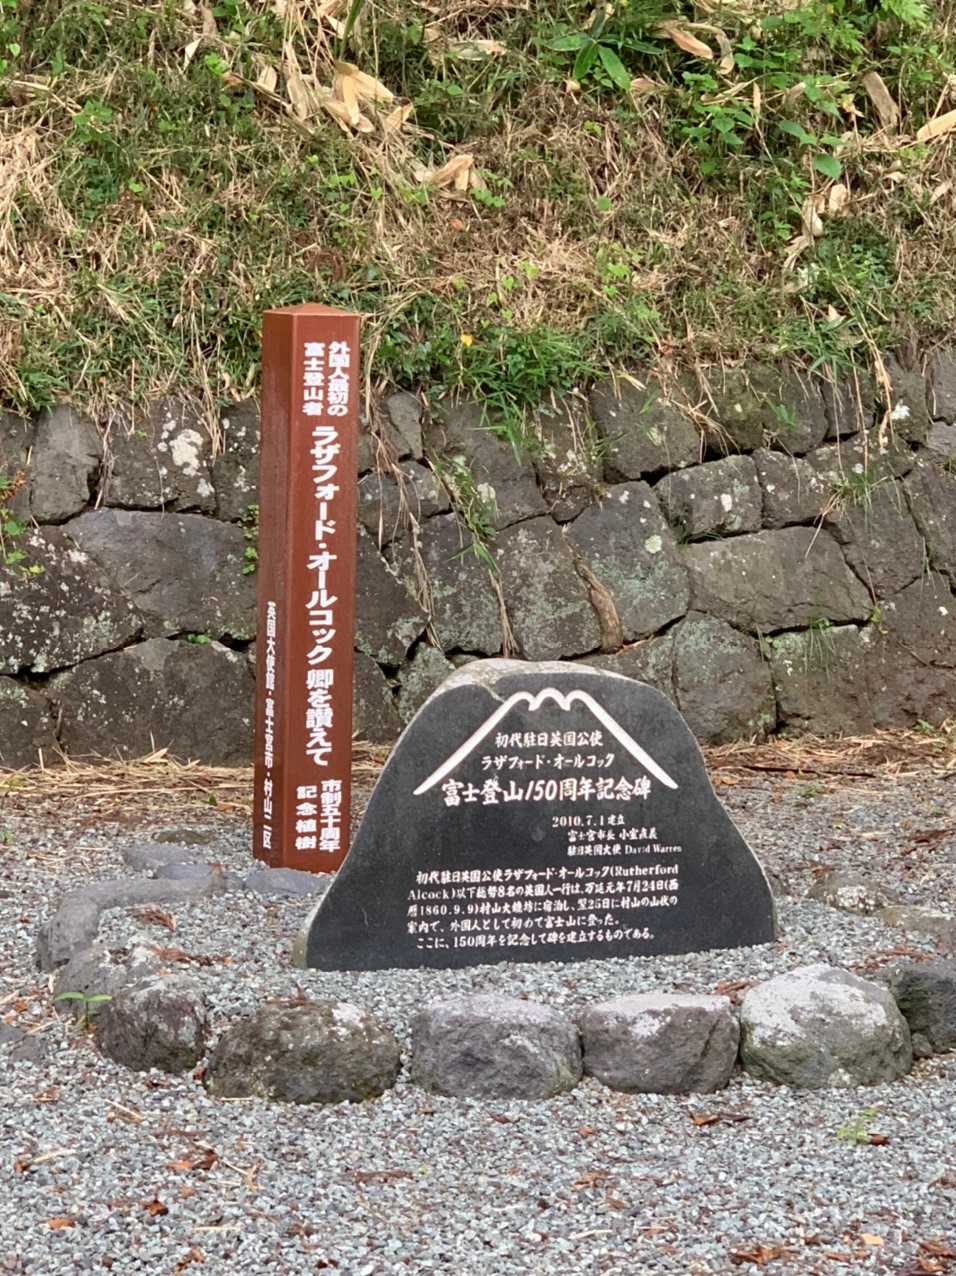 外国人最初の
富士登山者
ラザフォード・オールコック卿を讃えて
市制五十周年
記念植樹
英国大使館・富士宮市・村山二区
初代駐日英国公使
ラザフォード・オールコック
富士登山150周年記念碑
2010.7.1建立
富士宮市長 小室直義
駐日英国大使 David Warren
初代駐日英国公使ラザフォード・オールコック(Rutherford
Alcock)以下総勢8名の英国人一行は、万延元年7月24日(西
暦1860.9.9)村山大鏡坊に宿泊し、翌25日に村山の山伏の
案内で、外国人として初めて富士山に登った。
ここに、150周年を記念して碑を建立するものである。